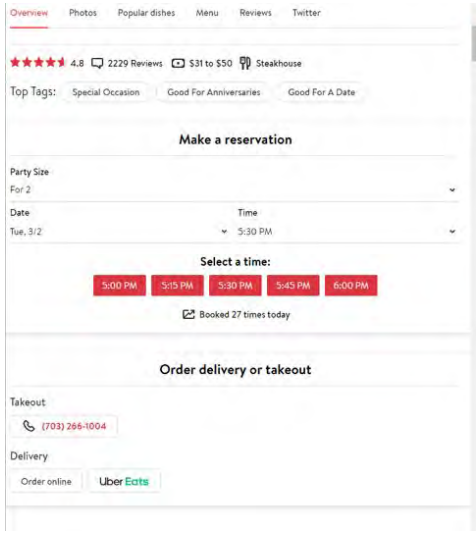 Overview Photos Popular dishes Menu Reviews Twitter
4.8 2229 Reviews $31 to $50 Steakhouse
Top Tags: Special Occasion Good For Anniversaries Good For A Date
Make a reservation
Party Size
For 2
Date Time
Tue, 3/2 5:30 PM
Select a time:
5:00 PM 5:15 PM 5:30 PM 5:45 PM 6:00 PM
Booked 27 times today
Order delivery or takeout
Takeout
(703) 266-1004
Delivery
Order online Uber Eats